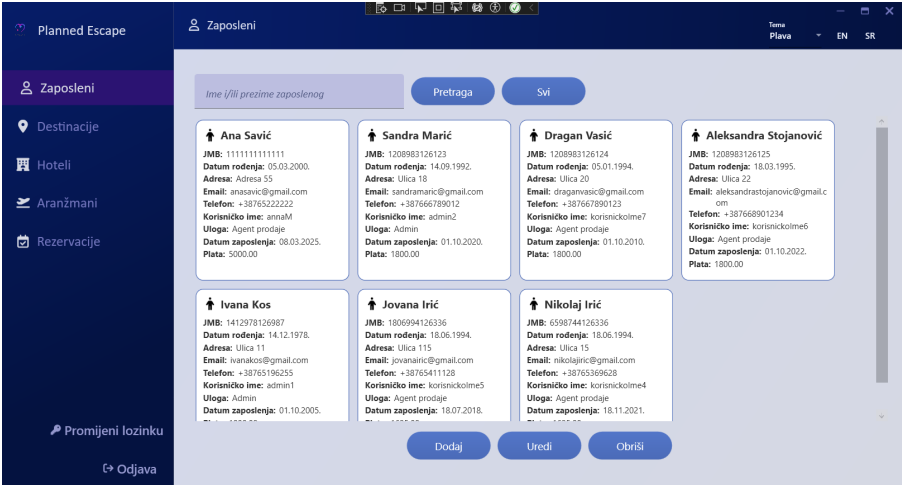 Planned Escape
Zaposleni
Tema
Plava
EN
SR
Zaposleni
Destinacije
Hoteli
Aranžmani
Rezervacije
Promijeni lozinku
Odjava
Ime i/ili prezime zaposlenog
Pretraga
Svi
Ana Savić
JMB: 1111111111111
Datum rođenja: 05.03.2000.
Adresa: Adresa 55
Email: anasavic@gmail.com
Telefon: +38765222222
Korisničko ime: annaM
Uloga: Agent prodaje
Datum zaposlenja: 08.03.2025.
Plata: 5000.00
Sandra Marić
JMB: 1208983126123
Datum rođenja: 14.09.1992.
Adresa: Ulica 18
Email: sandramaric@gmail.com
Telefon: +387666789012
Korisničko ime: admin2
Uloga: Admin
Datum zaposlenja: 01.10.2020.
Plata: 1800.00
Dragan Vasić
JMB: 1208983126124
Datum rođenja: 05.01.1994.
Adresa: Ulica 20
Email: draganvasic@gmail.com
Telefon: +387667890123
Korisničko ime: korisnickoIme7
Uloga: Agent prodaje
Datum zaposlenja: 01.10.2010.
Plata: 1800.00
Aleksandra Stojanović
JMB: 1208983126125
Datum rođenja: 18.03.1995.
Adresa: Ulica 22
Email: aleksandrastojanovic@gmail.c
om
Telefon: +387668901234
Korisničko ime: korisnickoIme6
Uloga: Agent prodaje
Datum zaposlenja: 01.10.2022.
Plata: 1800.00
Ivana Kos
JMB: 1412978126987
Datum rođenja: 14.12.1978.
Adresa: Ulica 11
Email: ivanakos@gmail.com
Telefon: +38765196255
Korisničko ime: admin1
Uloga: Admin
Datum zaposlenja: 01.10.2005.
Jovana Irić
JMB: 1806994126336
Datum rođenja: 18.06.1994.
Adresa: Ulica 115
Email: jovanairic@gmail.com
Telefon: +38765411128
Korisničko ime: korisnickoIme5
Uloga: Agent prodaje
Datum zaposlenja: 18.07.2018.
Nikolaj Irić
JMB: 6598744126336
Datum rođenja: 18.06.1994.
Adresa: Ulica 15
Email: nikolajiric@gmail.com
Telefon: +38765369628
Korisničko ime: korisnickoIme4
Uloga: Agent prodaje
Datum zaposlenja: 18.11.2021.
Dodaj
Uredi
Obriši